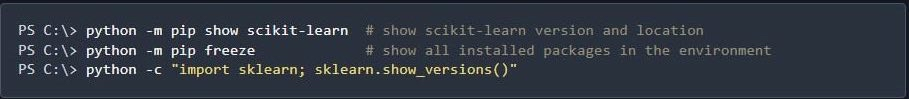 PS C:\> python -m pip show scikit-learn  # show scikit-learn version and location
PS C:\> python -m pip freeze             # show all installed packages in the environment
PS C:\> python -c "import sklearn; sklearn.show_versions()"